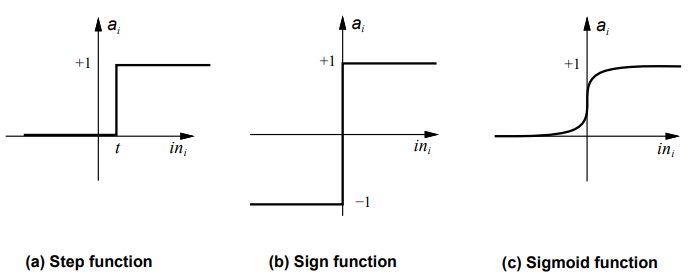 a_i
+1
t
in_i
(a) Step function
a_i
+1
in_i
−1
(b) Sign function
a_i
+1
in_i
(c) Sigmoid function